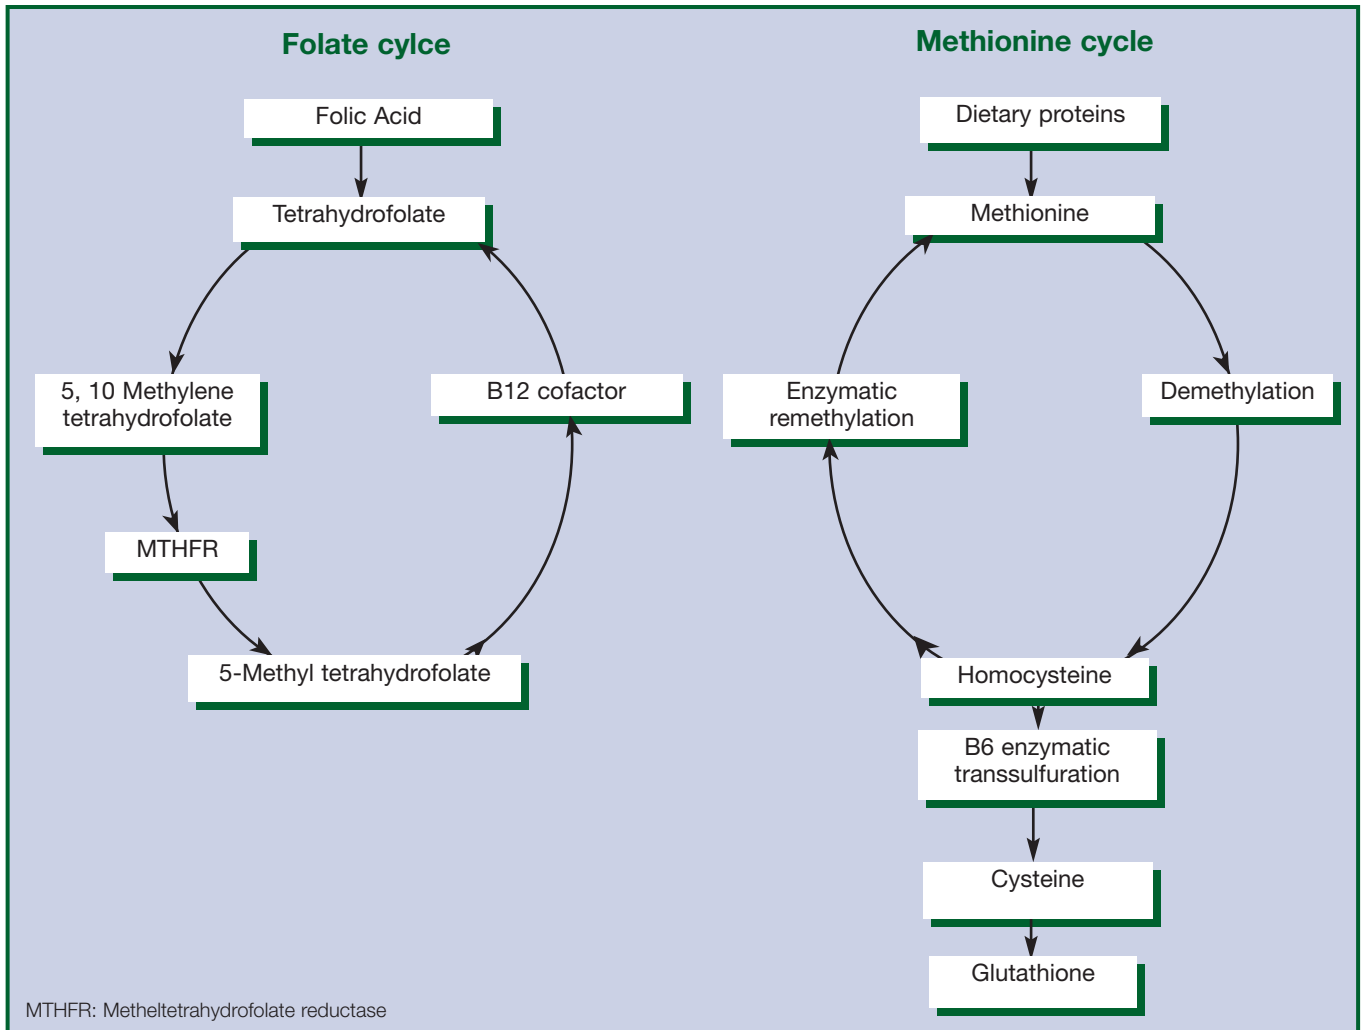 Folate cylce
Folic Acid
Tetrahydrofolate
5, 10 Methylene
tetrahydrofolate
B12 cofactor
MTHFR
5-Methyl tetrahydrofolate
Methionine cycle
Dietary proteins
Methionine
Enzymatic
remethylation
Demethylation
Homocysteine
B6 enzymatic
transsulfuration
Cysteine
Glutathione
MTHFR: Metheltetrahydrofolate reductase